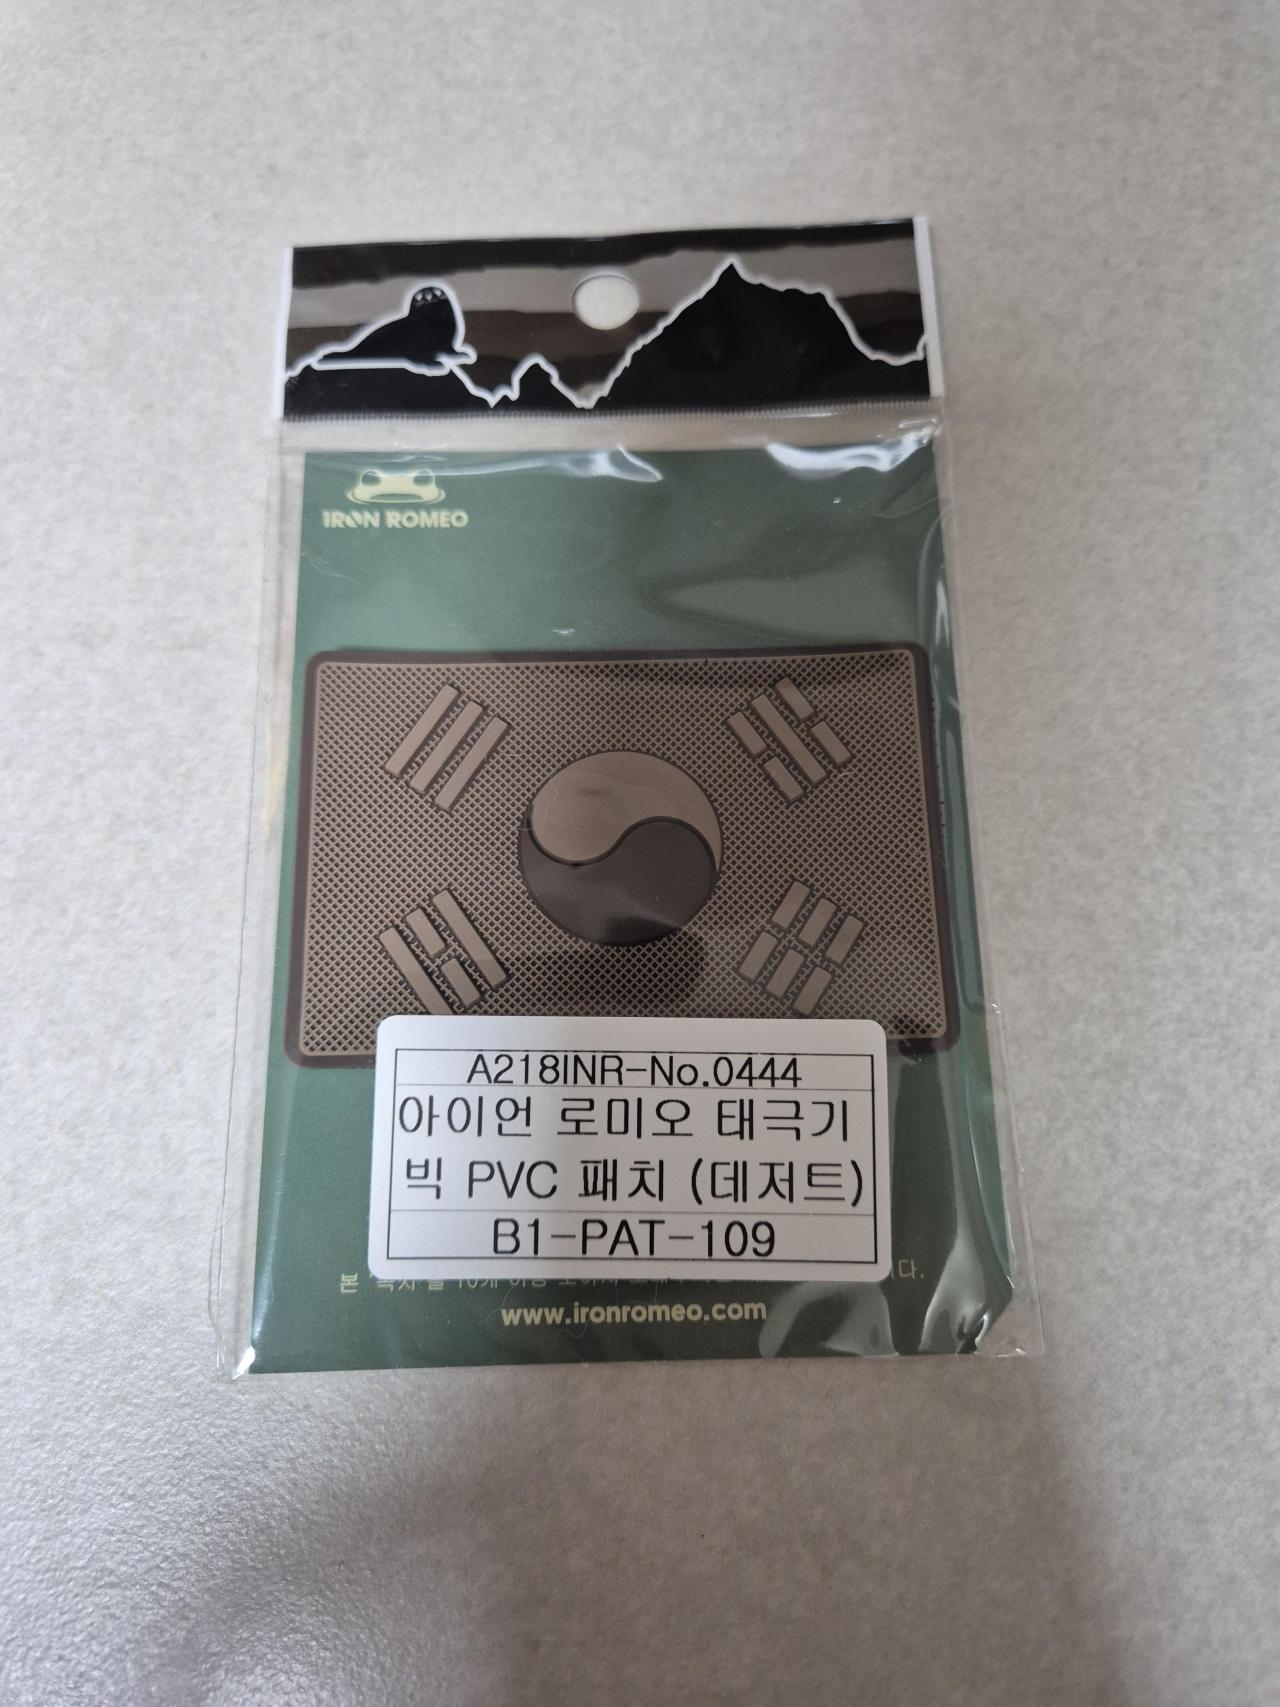 IRON ROMEO
A218INR-No.0444
아이언 로미오 태극기
빅 PVC 패치 (데저트)
B1-PAT-109
본
www.ironromeo.com